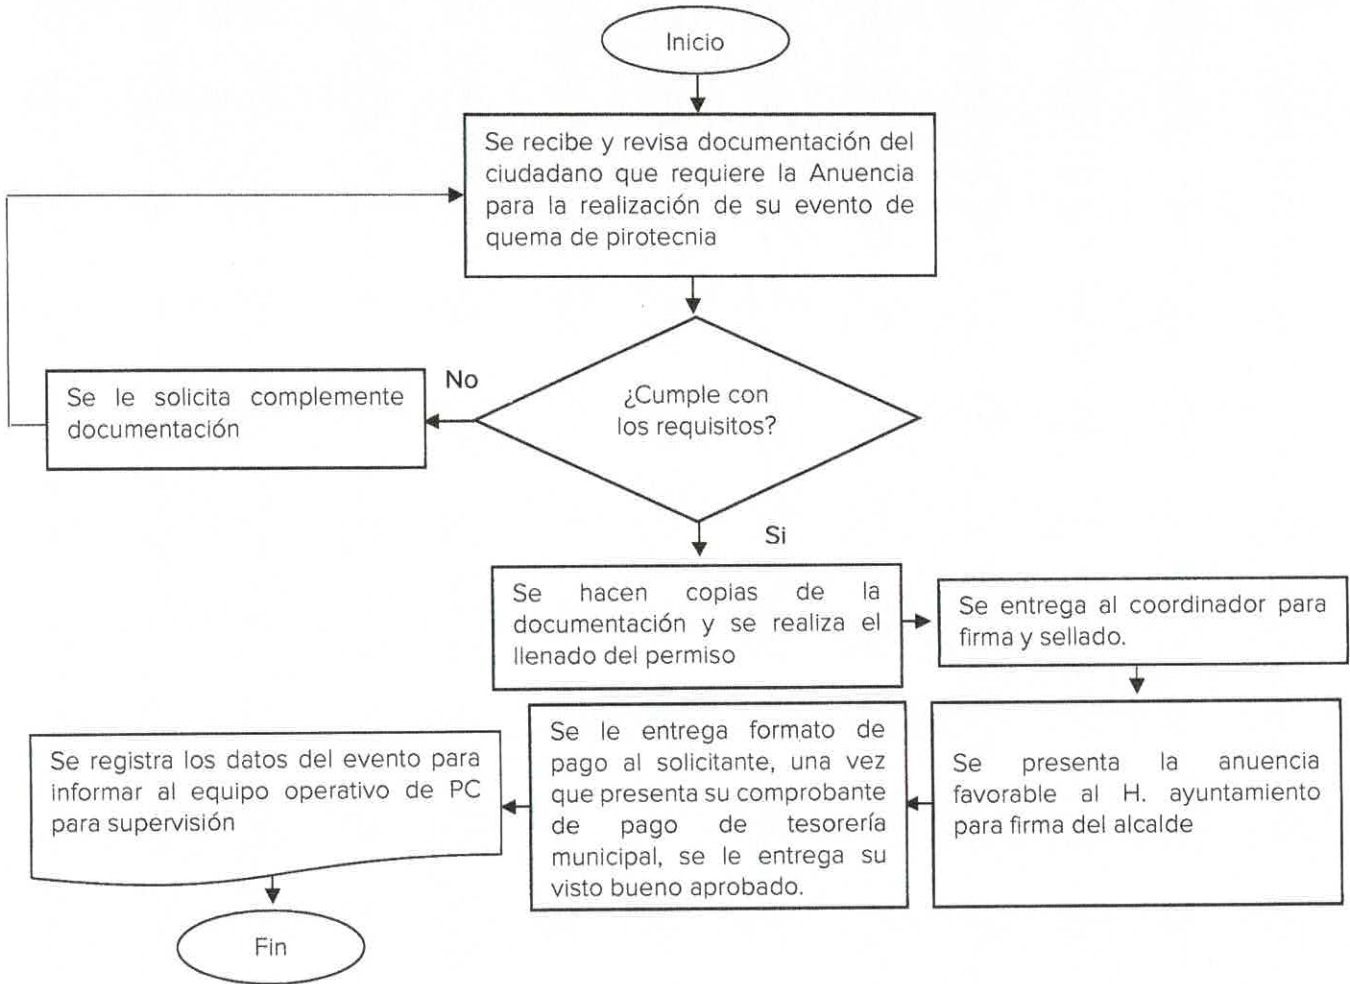 Inicio
Se recibe y revisa documentación del
ciudadano que requiere la Anuencia
para la realización de su evento de
quema de pirotecnia
¿Cumple con
los requisitos?
No
Se le solicita complemente
documentación
Si
Se hacen copias de la
documentación y se realiza el
llenado del permiso
Se entrega al coordinador para
firma y sellado.
Se presenta la anuencia
favorable al H. ayuntamiento
para firma del alcalde
Se le entrega formato de
pago al solicitante, una vez
que presenta su comprobante
de pago de tesorería
municipal, se le entrega su
visto bueno aprobado.
Se registra los datos del evento para
informar al equipo operativo de PC
para supervisión
Fin